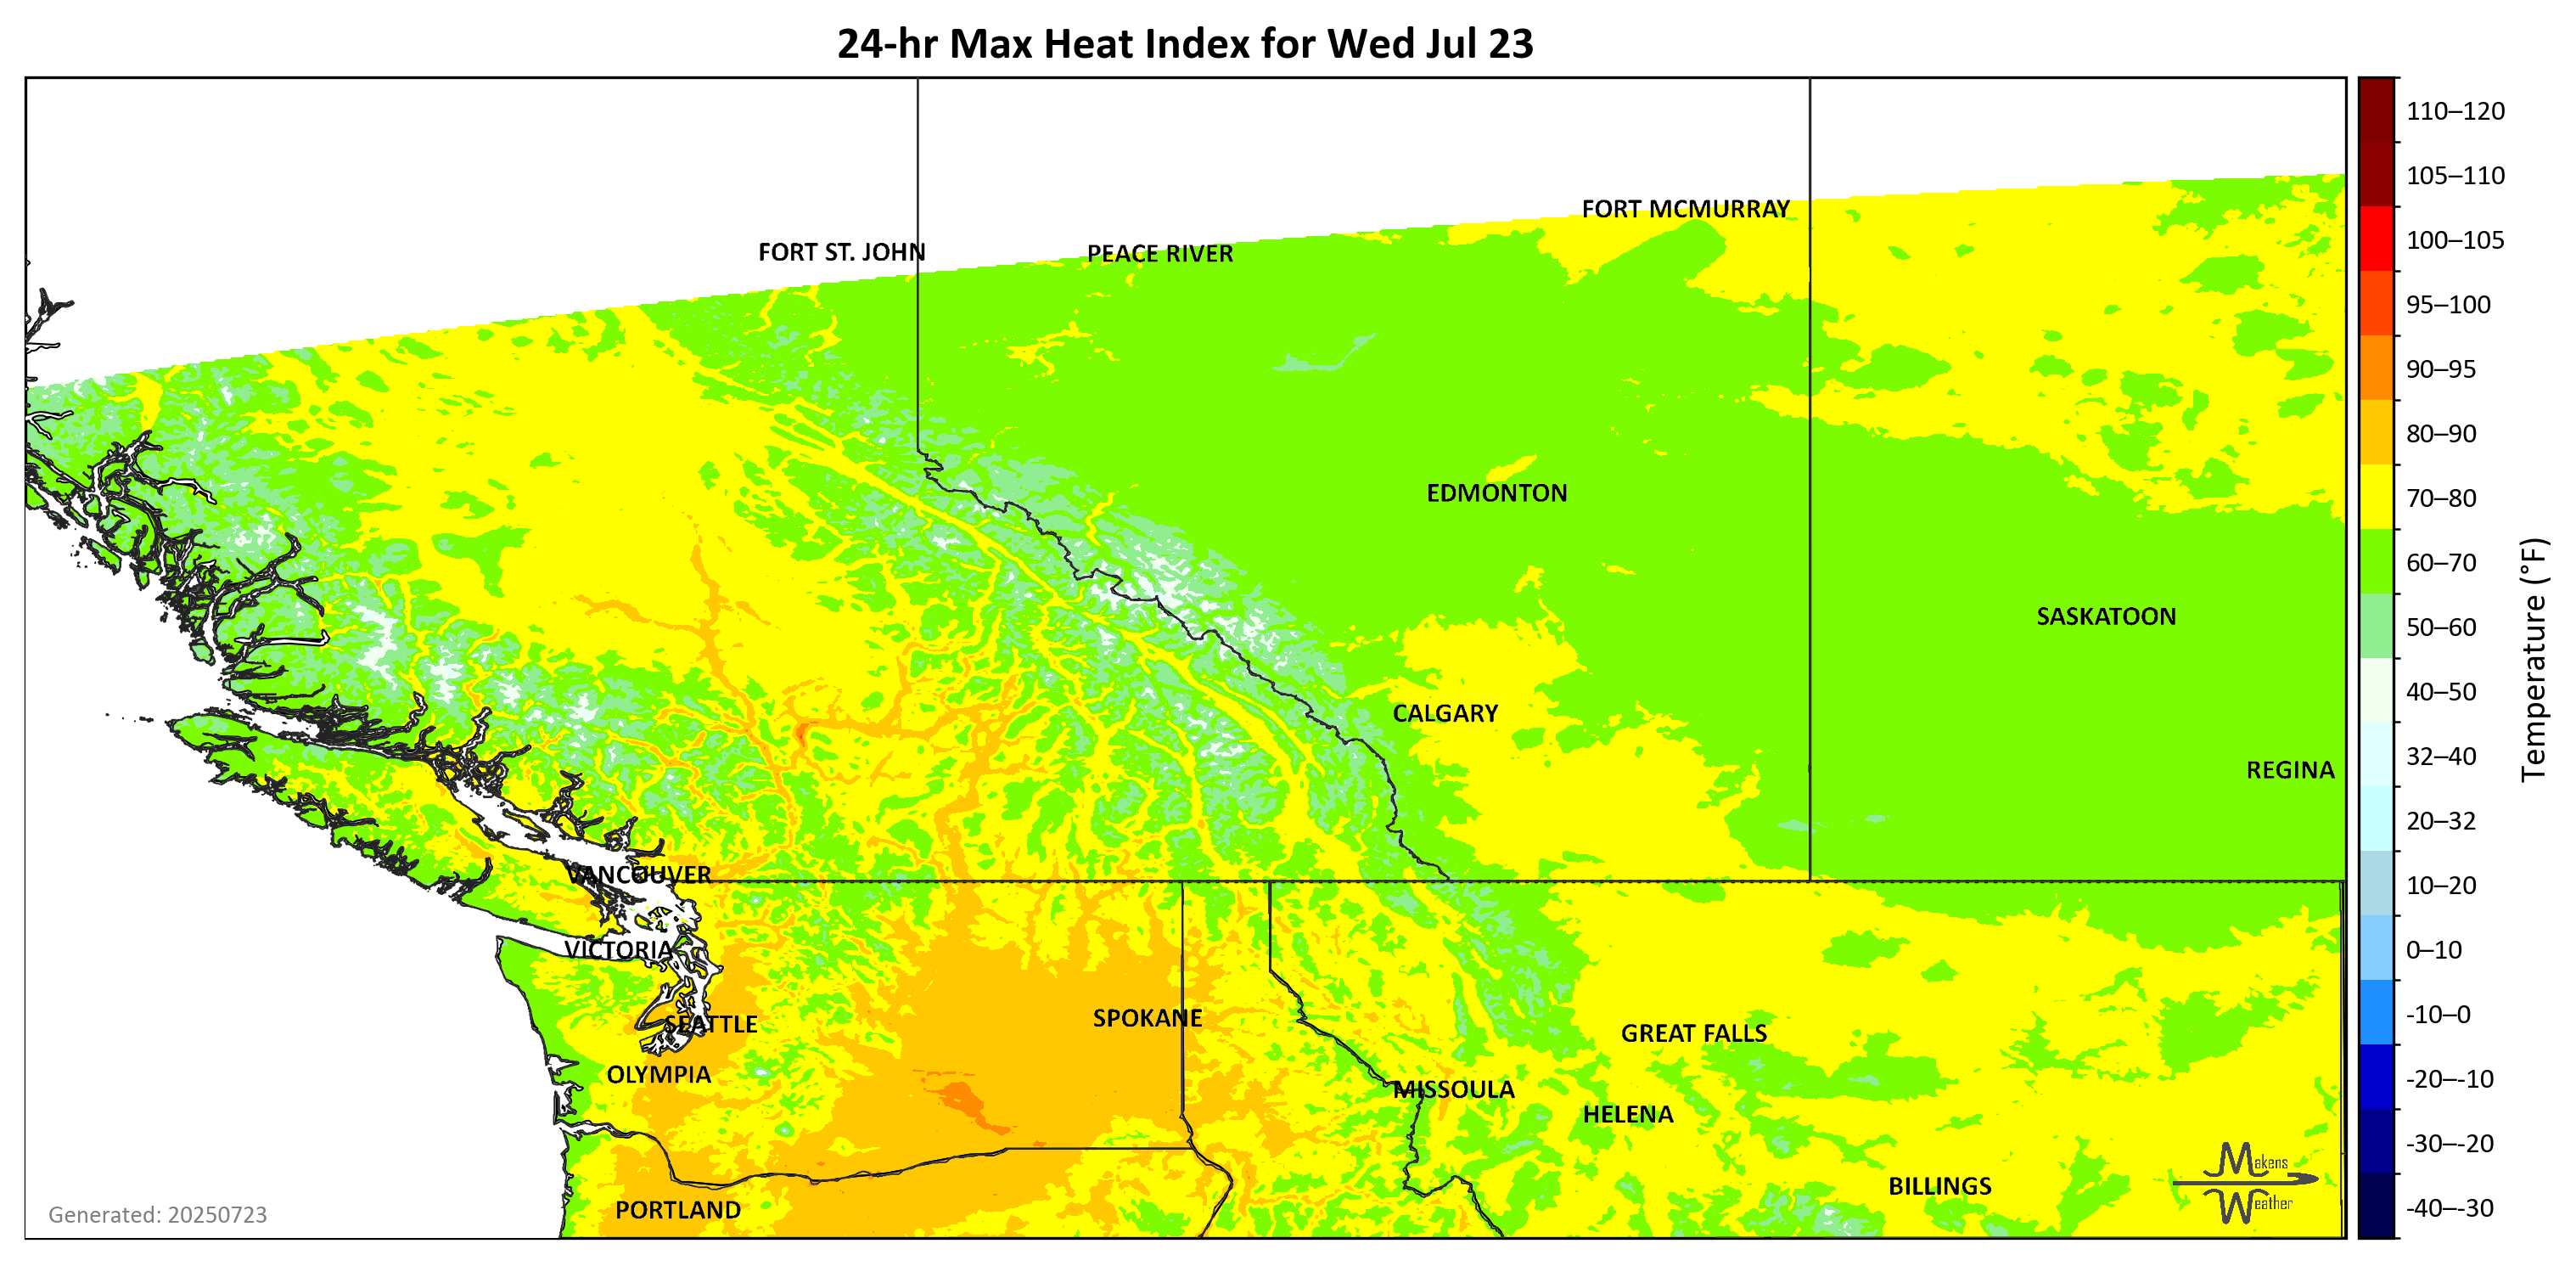 24-hr Max Heat Index for Wed Jul 23
110–120
105–110
FORT MCMURRAY
100–105
FORT ST. JOHN
PEACE RIVER
95–100
90–95
80–90
EDMONTON
70–80
60–70
SASKATOON
50–60
40–50
CALGARY
32–40
REGINA
20–32
VANCOUVER
10–20
VICTORIA
0–10
SEATTLE
SPOKANE
GREAT FALLS
-10–0
OLYMPIA
MISSOULA
HELENA
-20–-10
-30–-20
Makens
Weather
BILLINGS
PORTLAND
-40–-30
Generated: 20250723
Temperature (°F)